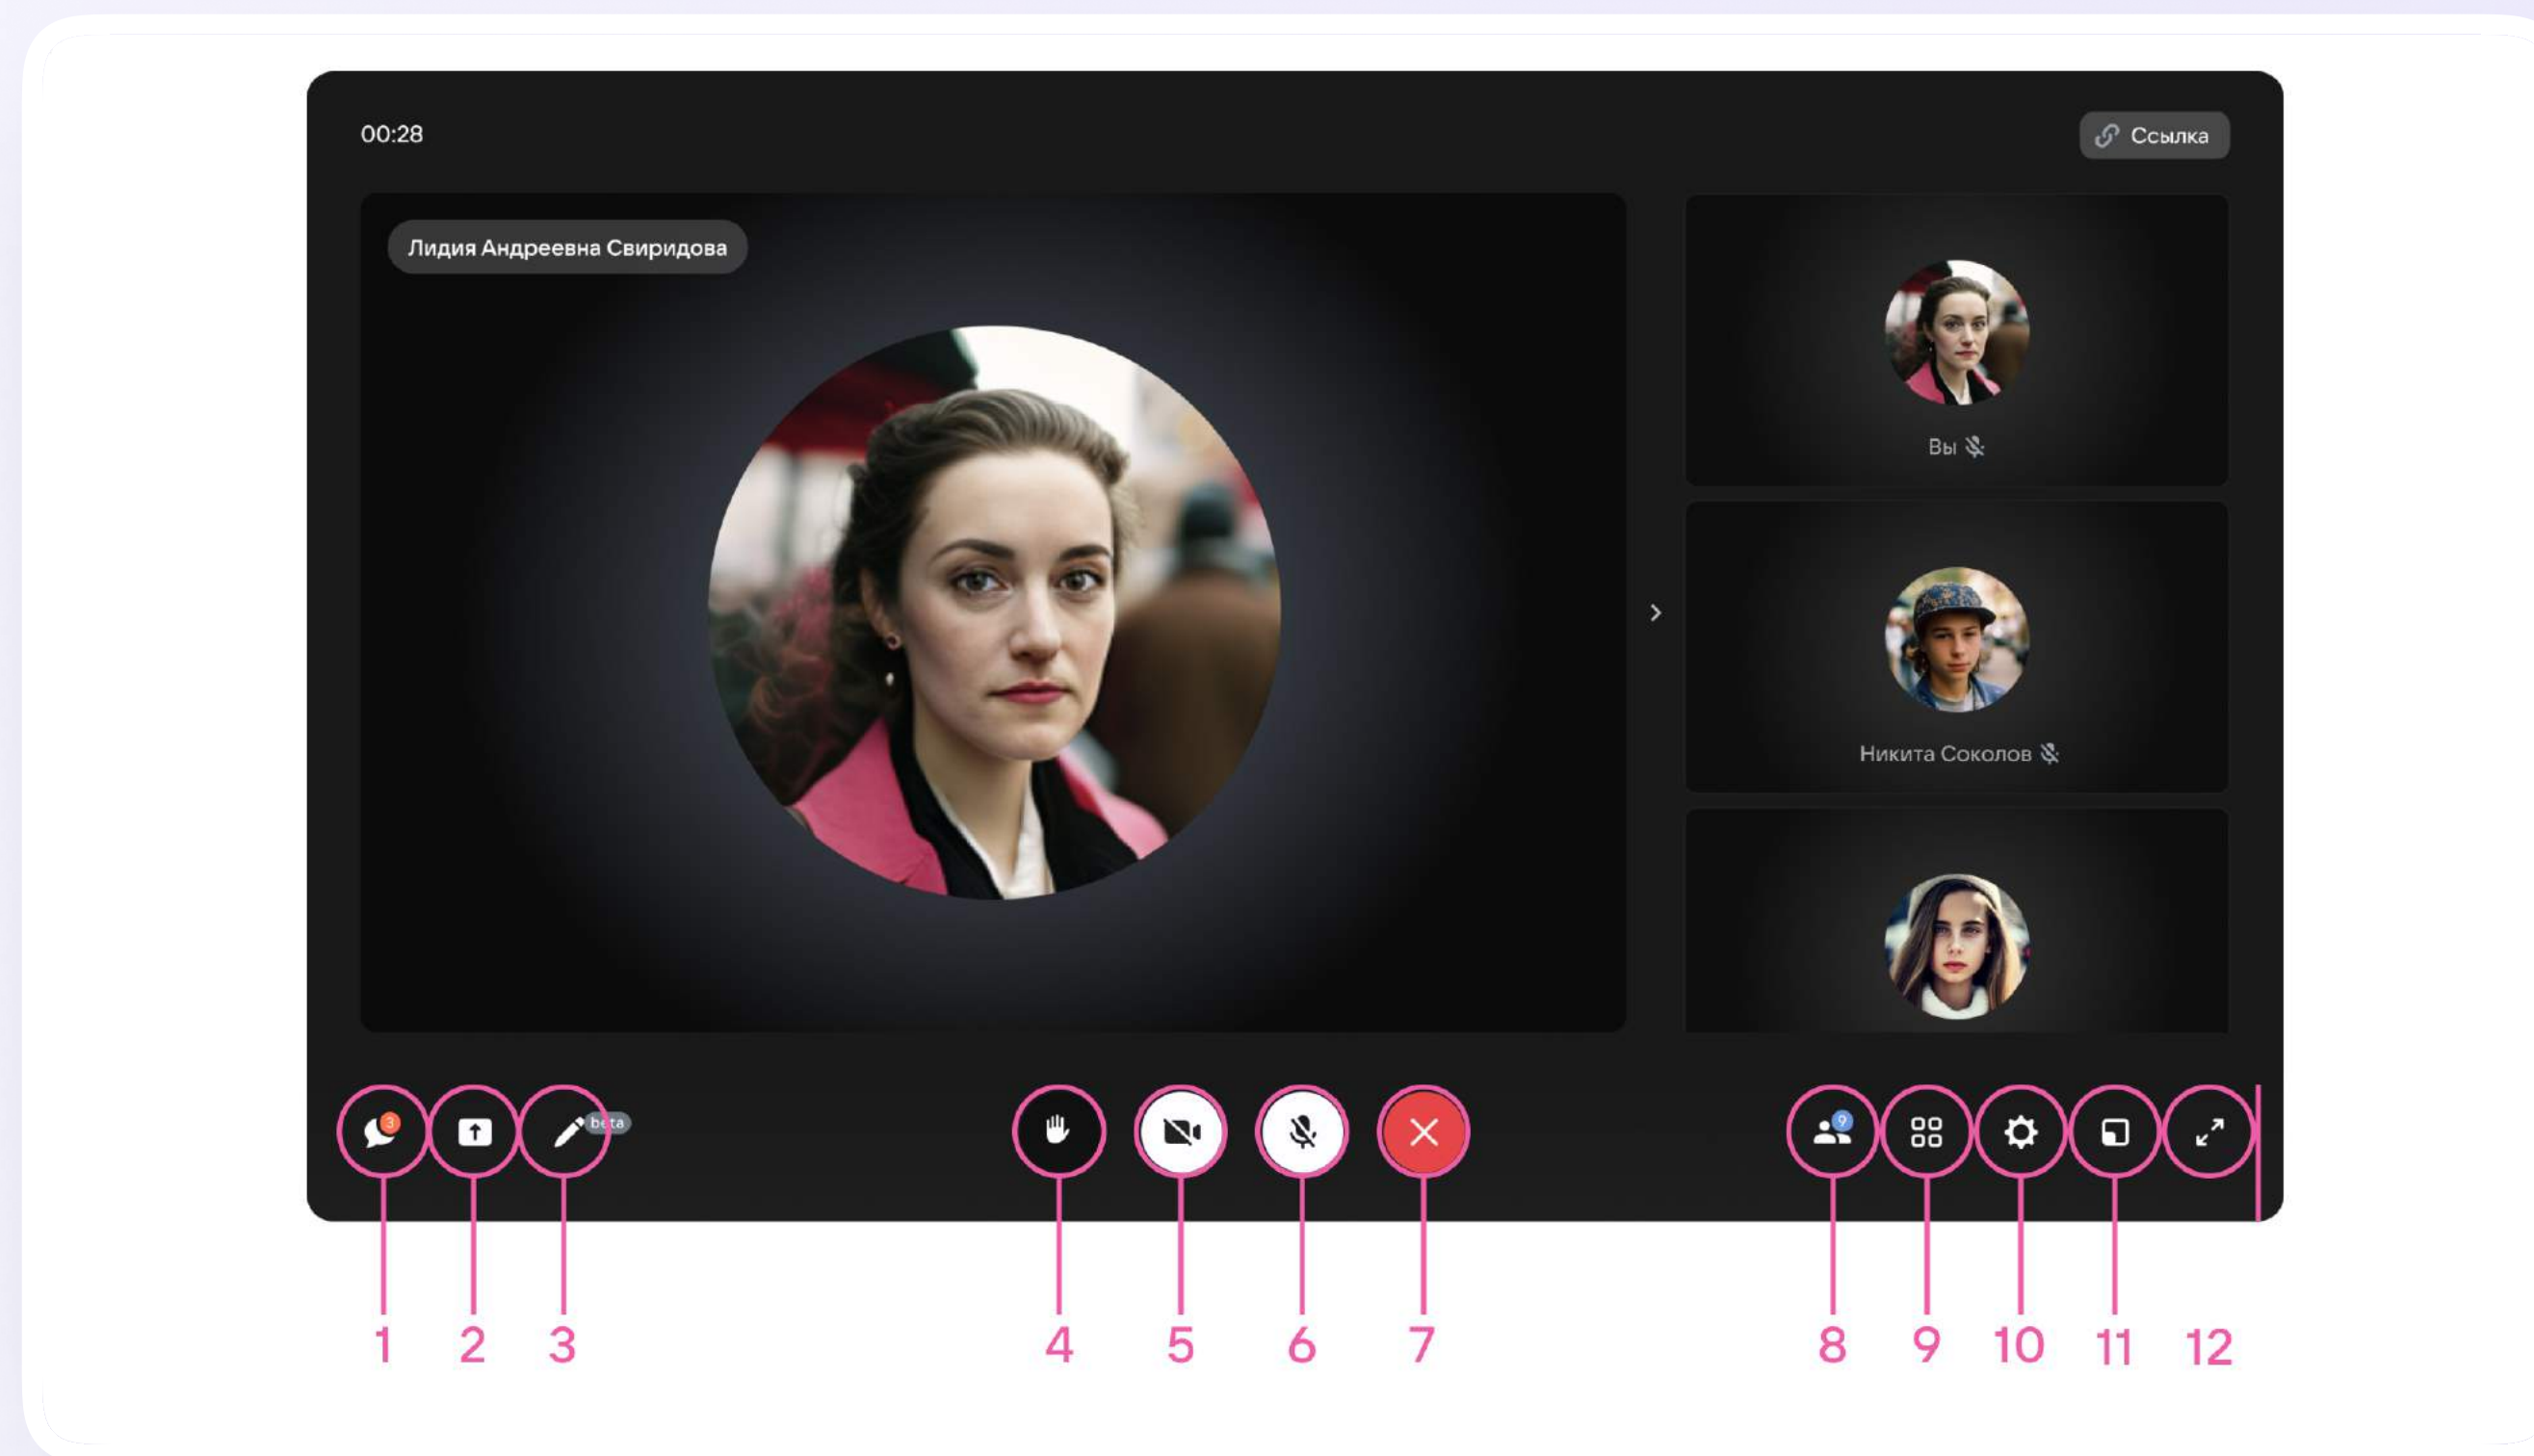 00:28
Ссылка
Лидия Андреевна Свиридова
Вы
Никита Соколов
3
beta
9
1 2 3 4 5 6 7 8 9 10 11 12